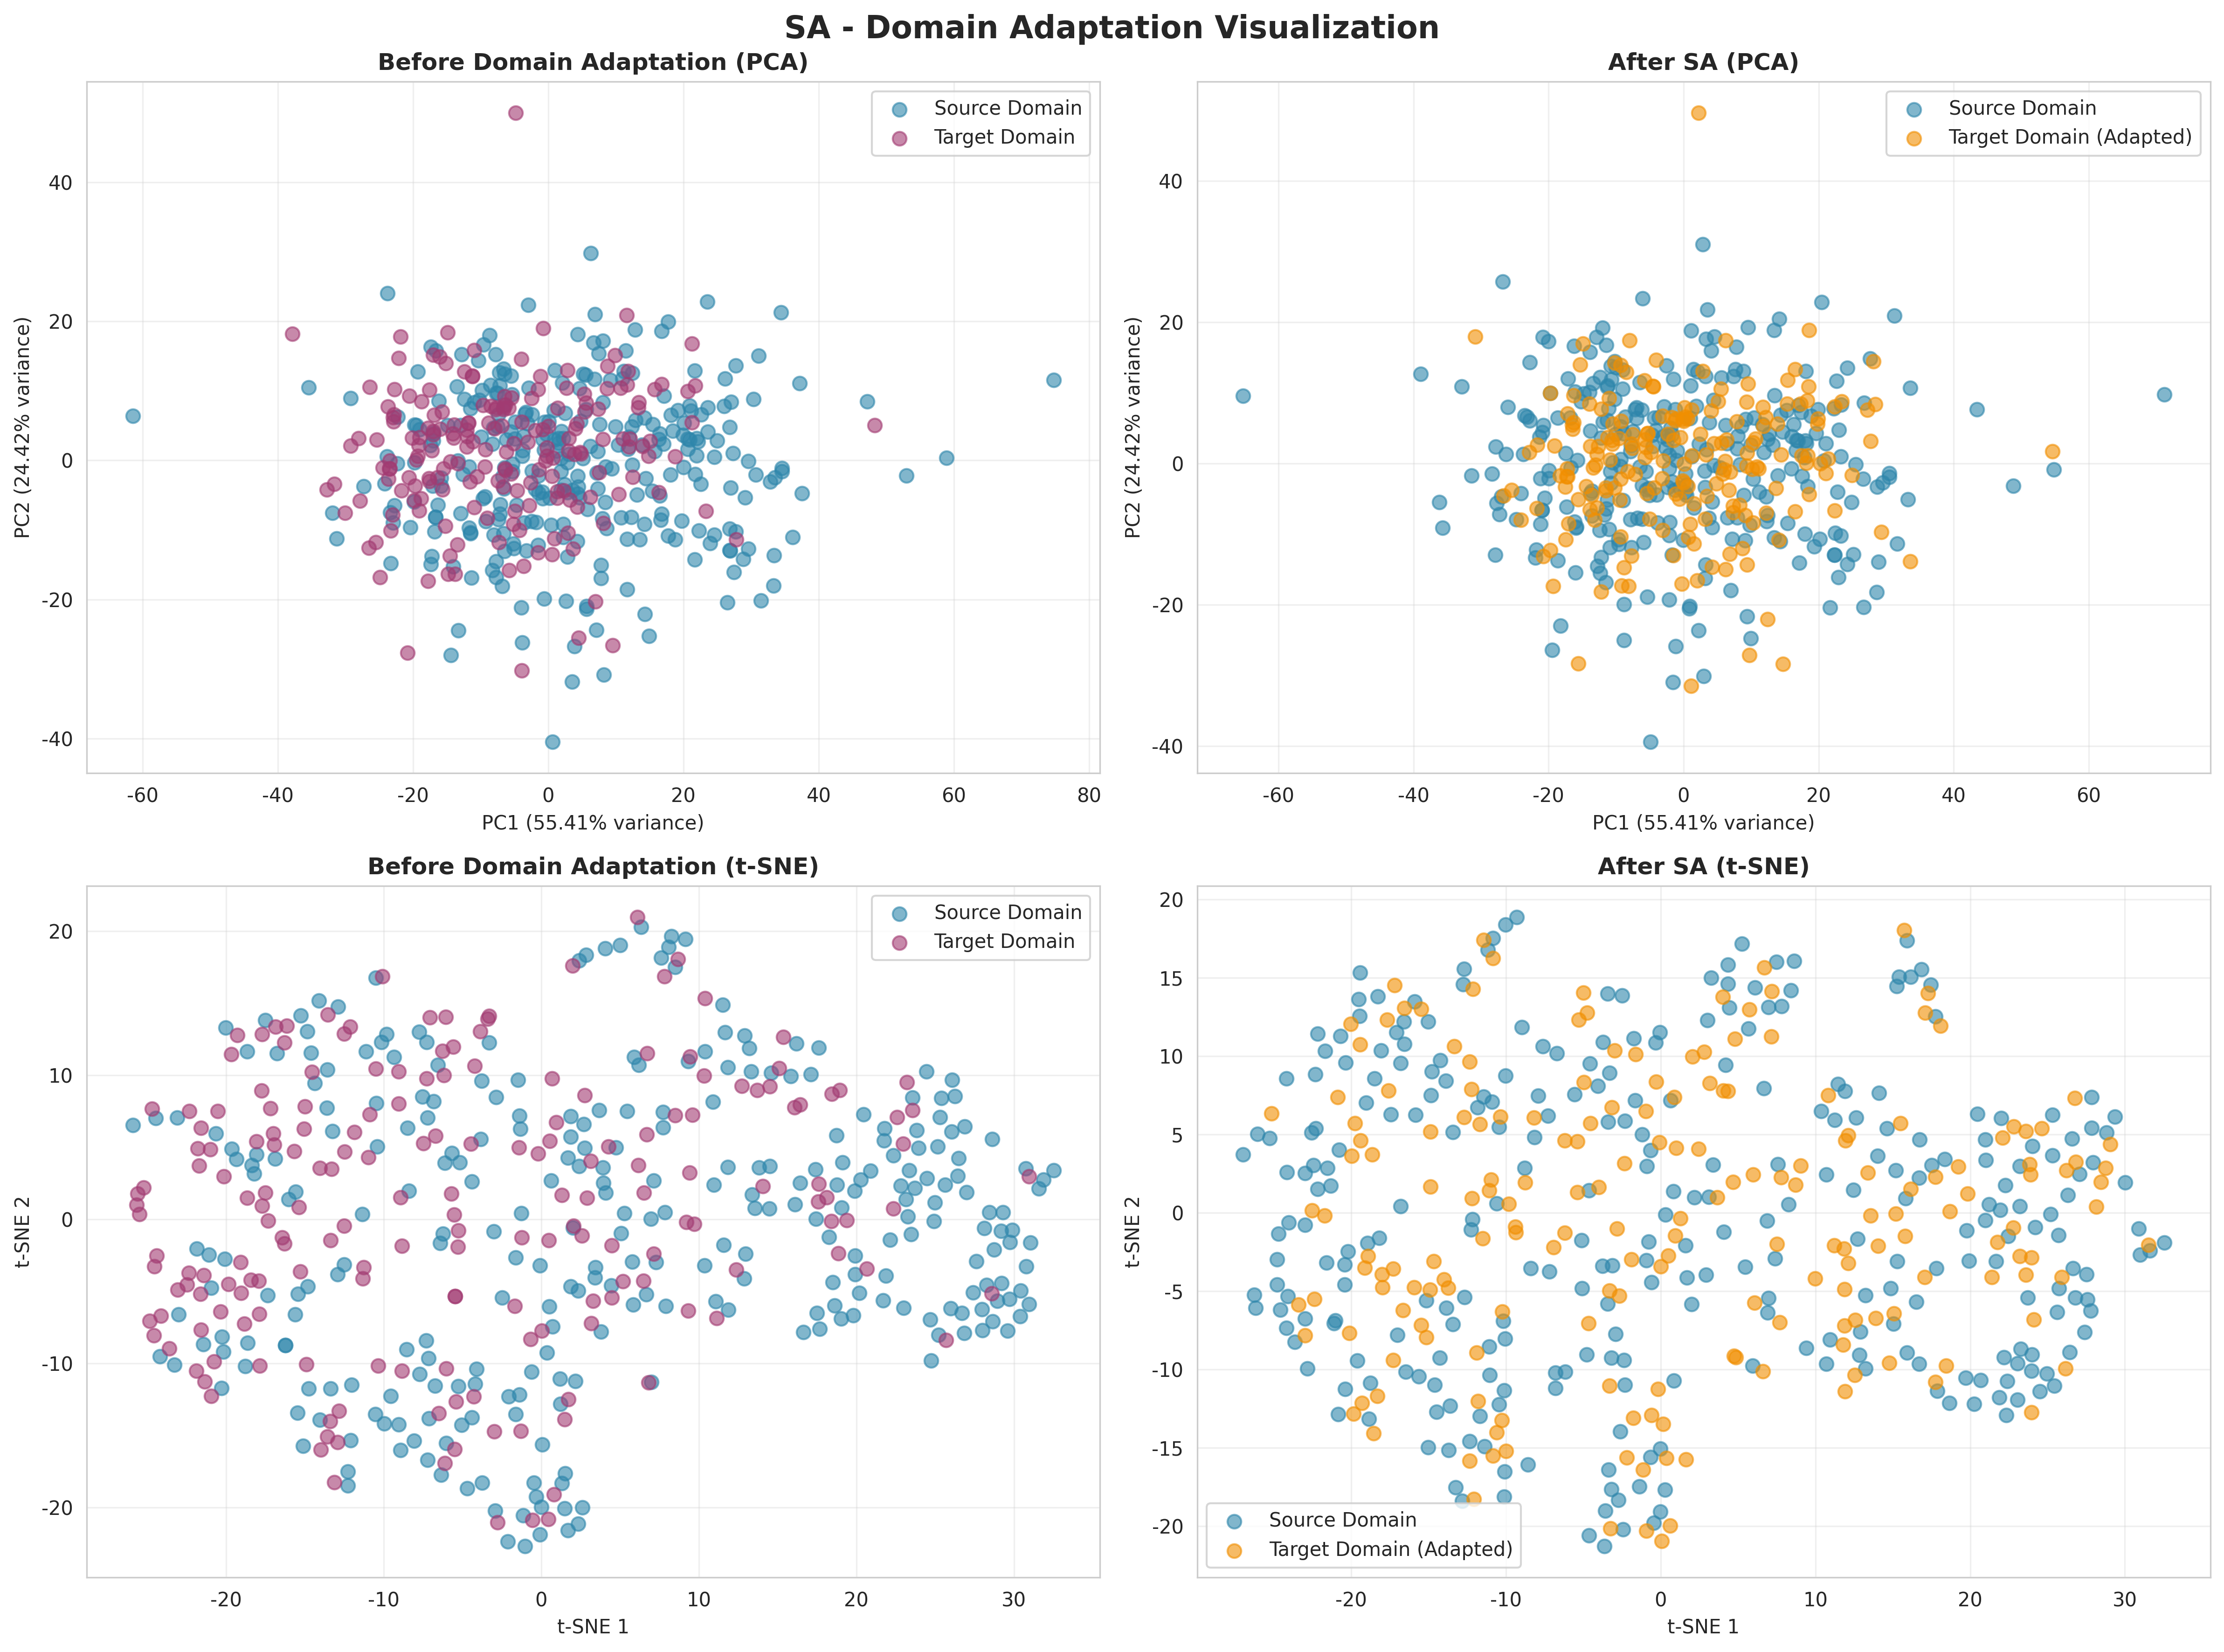 SA - Domain Adaptation Visualization
Before Domain Adaptation (PCA)
Source Domain
Target Domain
40
20
0
-20
-40
PC2 (24.42% variance)
-60
-40
-20
0
20
40
60
80
PC1 (55.41% variance)
After SA (PCA)
Source Domain
Target Domain (Adapted)
40
20
0
-20
-40
PC2 (24.42% variance)
-60
-40
-20
0
20
40
60
PC1 (55.41% variance)
Before Domain Adaptation (t-SNE)
Source Domain
Target Domain
20
10
0
-10
-20
t-SNE 2
-20
-10
0
10
20
30
t-SNE 1
After SA (t-SNE)
20
15
10
5
0
-5
-10
-15
-20
t-SNE 2
Source Domain
Target Domain (Adapted)
-20
-10
0
10
20
30
t-SNE 1